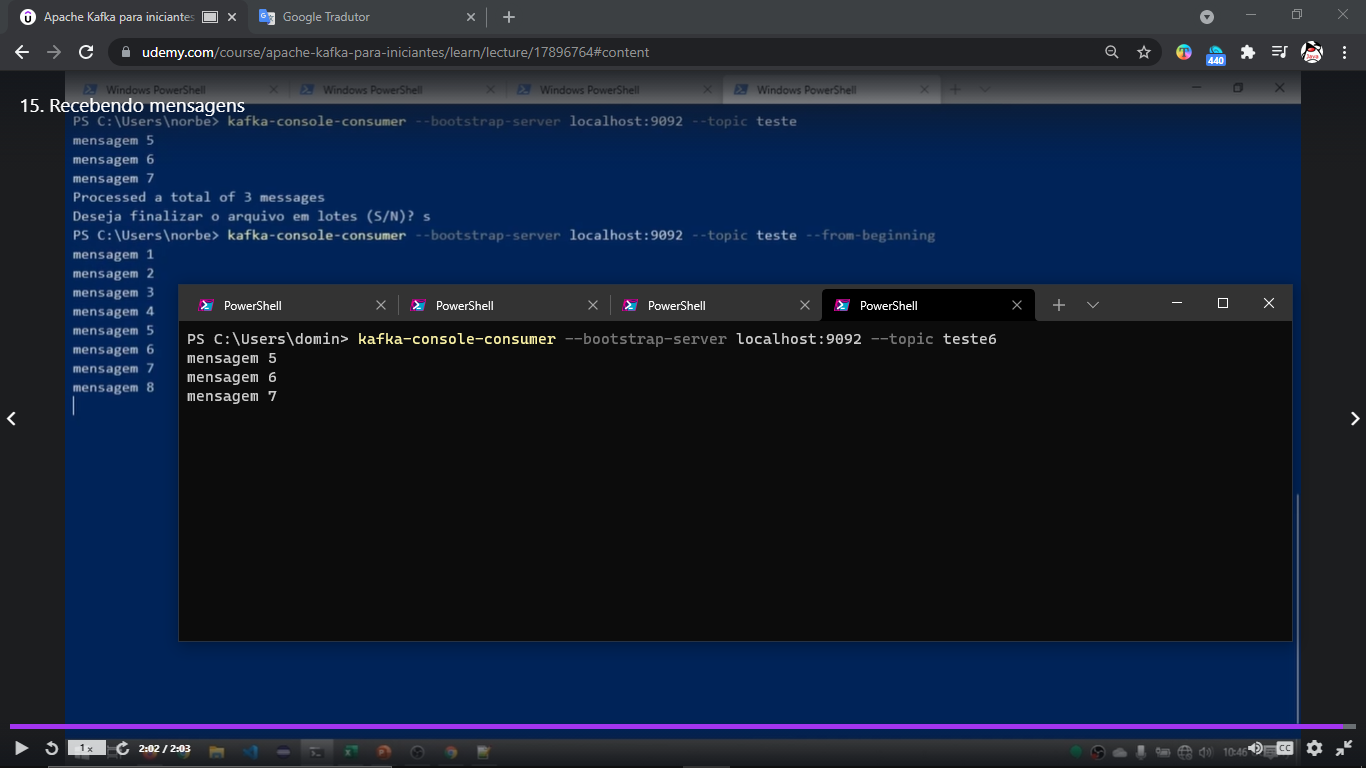 Apache Kafka para iniciantes
Google Tradutor
udemy.com/course/apache-kafka-para-iniciantes/learn/lecture/17896764#content
440
Windows PowerShell
Windows PowerShell
Windows PowerShell
Windows PowerShell
15. Recebendo mensagens
PS C:\Users\norbe> kafka-console-consumer --bootstrap-server localhost:9092 --topic teste
mensagem 5
mensagem 6
mensagem 7
Processed a total of 3 messages
Deseja finalizar o arquivo em lotes (S/N)? s
PS C:\Users\norbe> kafka-console-consumer --bootstrap-server localhost:9092 --topic teste --from-beginning
mensagem 1
mensagem 2
mensagem 3
mensagem 4
mensagem 5
mensagem 6
mensagem 7
mensagem 8
PowerShell
PowerShell
PowerShell
PowerShell
PS C:\Users\domin> kafka-console-consumer --bootstrap-server localhost:9092 --topic teste6
mensagem 5
mensagem 6
mensagem 7
1x
2:02 / 2:03
10:46
CC